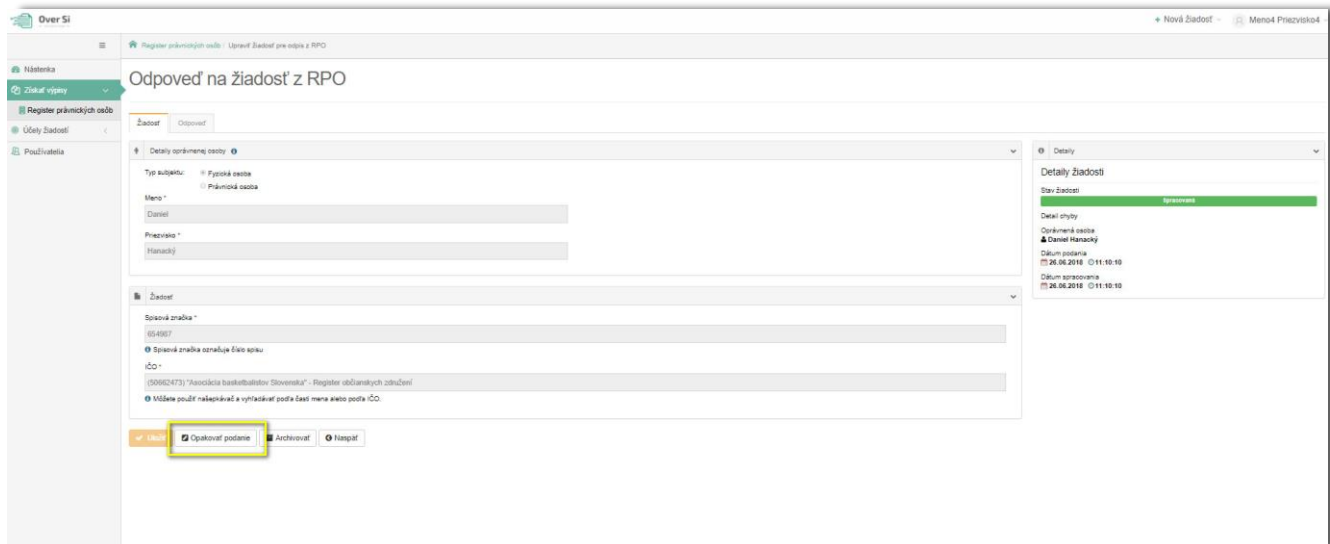 Over Si
+ Nová žiadosť
Meno4 Priezvisko4
Register právnických osôb / Upraviť žiadosť pre odpis z RPO
Nástenka
Získať výpisy
Register právnických osôb
Účely žiadostí
Používatelia
Odpoveď na žiadosť z RPO
Žiadosť
Odpoveď
Detaily oprávnenej osoby
Typ subjektu:
Fyzická osoba
Právnická osoba
Meno *
Daniel
Priezvisko *
Hanacký
Žiadosť
Spisová značka *
654987
Spisová značka označuje číslo spisu
IČO *
(50662473) "Asociácia basketbalistov Slovenska" - Register občianskych združení
Môžete použiť našepkávač a vyhľadávať podľa časti mena alebo podľa IČO.
Uložiť
Opakovať podanie
Archivovať
Naspäť
Detaily
Detaily žiadosti
Stav žiadosti
Spracovaná
Detail chyby
Oprávnená osoba
Daniel Hanacký
Dátum podania
26.06.2018 11:10:10
Dátum spracovania
26.06.2018 11:10:10